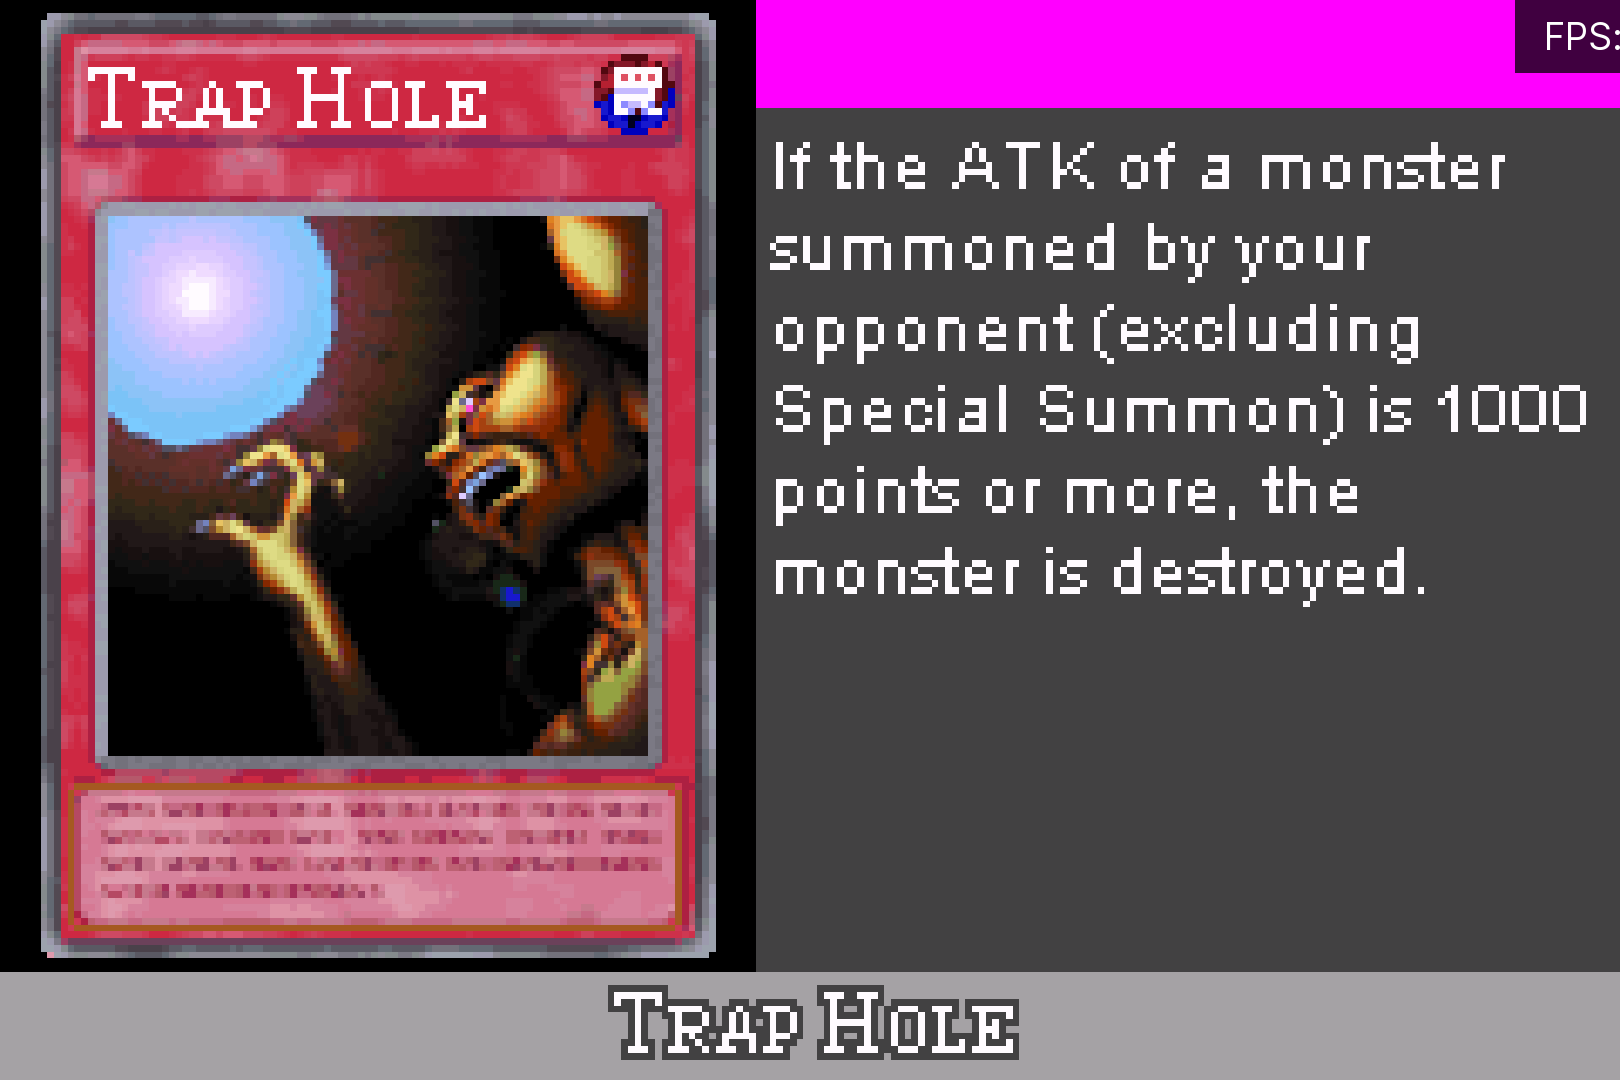 TRAP HOLE
FPS:
If the ATK of a monster
summoned by your
opponent (excluding
Special Summon) is 1000
points or more, the
monster is destroyed.
TRAP HOLE